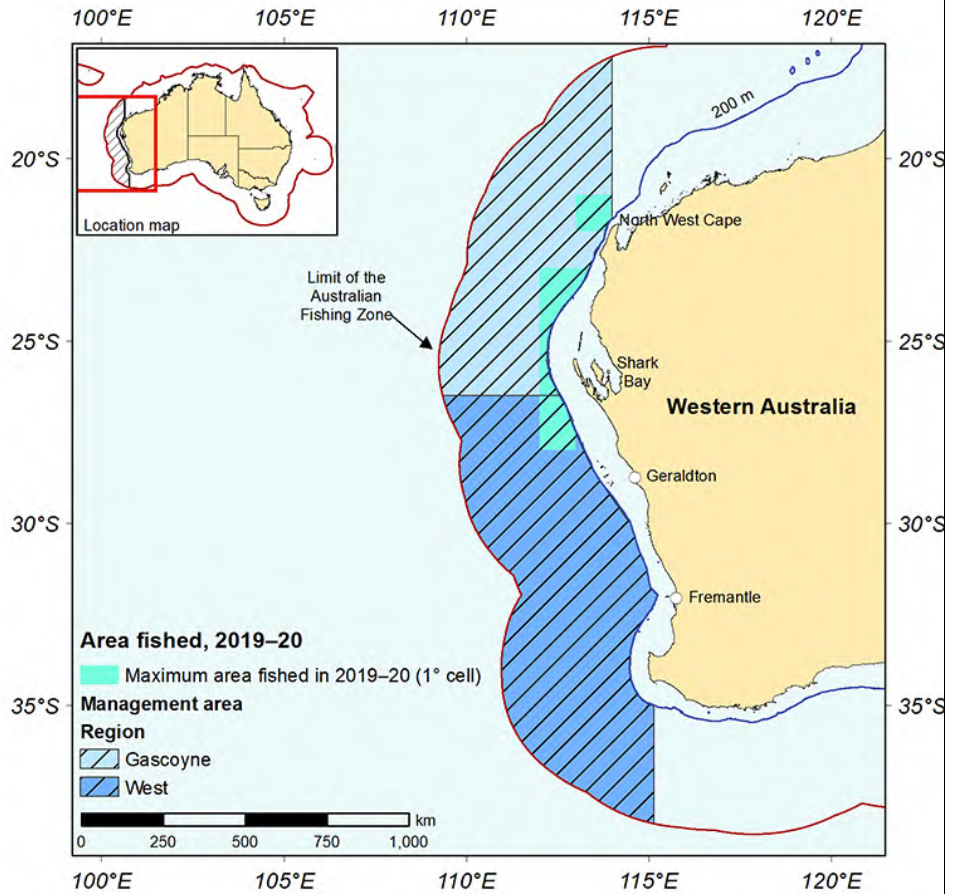 100°E
105°E
110°E
115°E
120°E
20°S
25°S
30°S
35°S
Location map
200 m
North West Cape
Limit of the
Australian
Fishing Zone
Shark
Bay
Western Australia
Geraldton
Fremantle
20°S
25°S
30°S
35°S
Area fished, 2019–20
Maximum area fished in 2019–20 (1° cell)
Management area
Region
Gascoyne
West
km
0
250
500
750
1,000
100°E
105°E
110°E
115°E
120°E